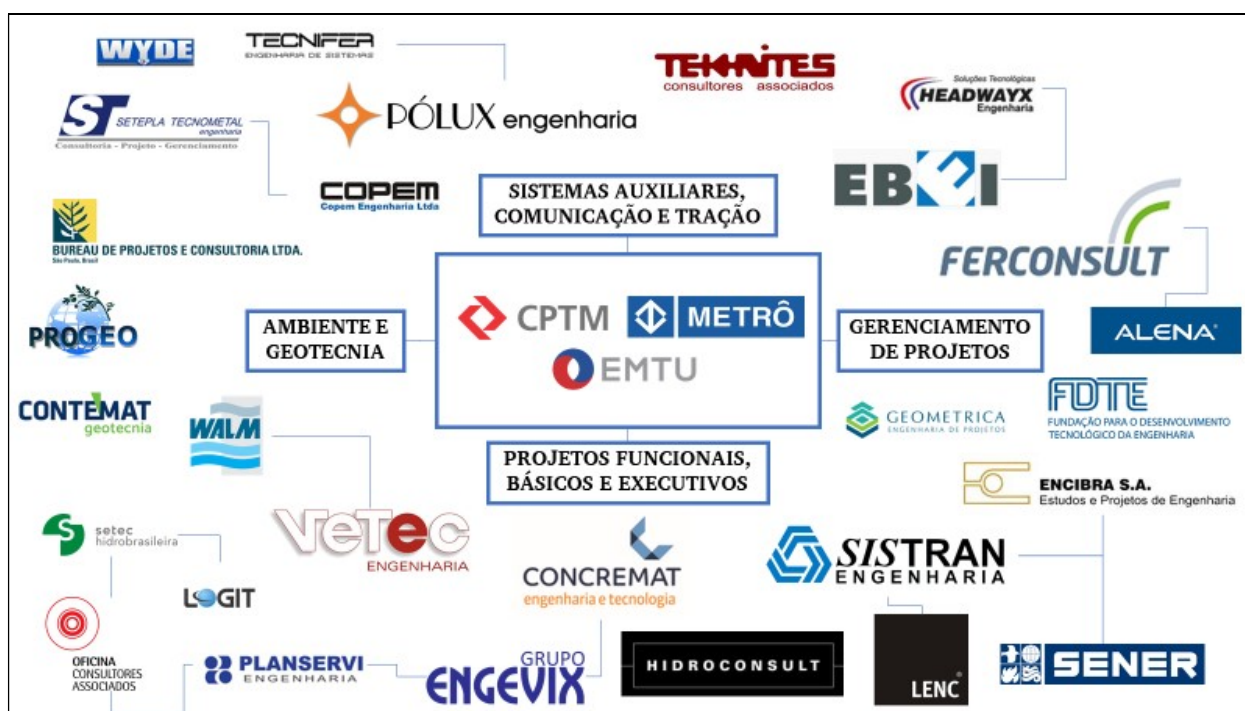 WYDE
TECNIFER
ENGENHARIA DE SISTEMAS
TEKNITES
consultores associados
Soluções Tecnológicas
HEADWAYX
Engenharia
ST
SETEPLA TECNOMETAL
engenharia
Consultoria - Projeto - Gerenciamento
PÓLUX engenharia
COPEM
Copem Engenharia Ltda
EBEI
SISTEMAS AUXILIARES,
COMUNICAÇÃO E TRAÇÃO
BUREAU DE PROJETOS E CONSULTORIA LTDA.
São Paulo, Brasil
FERCONSULT
PROGEO
AMBIENTE E
GEOTECNIA
CPTM
METRÔ
EMTU
GERENCIAMENTO
DE PROJETOS
ALENA®
CONTEMAT
geotecnia
WALM
GEOMETRICA
ENGENHARIA DE PROJETOS
FDTE
FUNDAÇÃO PARA O DESENVOLVIMENTO
TECNOLÓGICO DA ENGENHARIA
PROJETOS FUNCIONAIS,
BÁSICOS E EXECUTIVOS
ENCIBRA S.A.
Estudos e Projetos de Engenharia
setec
hidrobrasileira
VeTec
ENGENHARIA
CONCREMAT
engenharia e tecnologia
SISTRAN
ENGENHARIA
LOGIT
OFICINA
CONSULTORES
ASSOCIADOS
PLANSERVI
ENGENHARIA
GRUPO
ENGEVIX
HIDROCONSULT
LENC®
SENER